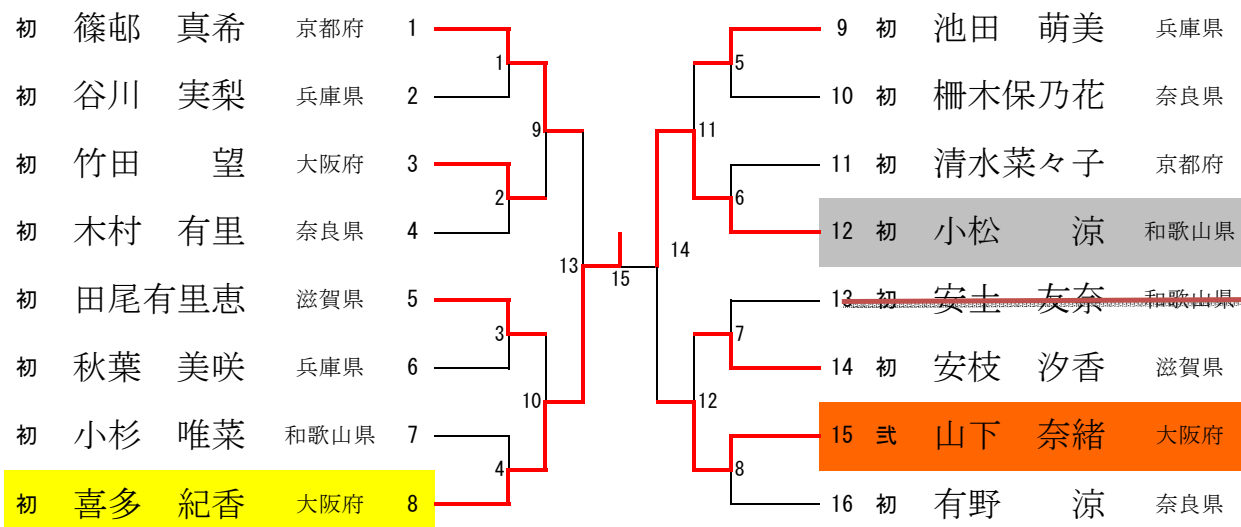 初 篠邨 真希 京都府 1
初 谷川 実梨 兵庫県 2
初 竹田 望 大阪府 3
初 木村 有里 奈良県 4
初 田尾有里恵 滋賀県 5
初 秋葉 美咲 兵庫県 6
初 小杉 唯菜 和歌山県 7
初 喜多 紀香 大阪府 8
1
2
3
4
9
10
13
15
14
11
12
5
6
7
8
9 初 池田 萌美 兵庫県
10 初 柵木保乃花 奈良県
11 初 清水菜々子 京都府
12 初 小松 涼 和歌山県
13 初 安土 友奈 和歌山県
14 初 安枝 汐香 滋賀県
15 弐 山下 奈緒 大阪府
16 初 有野 涼 奈良県